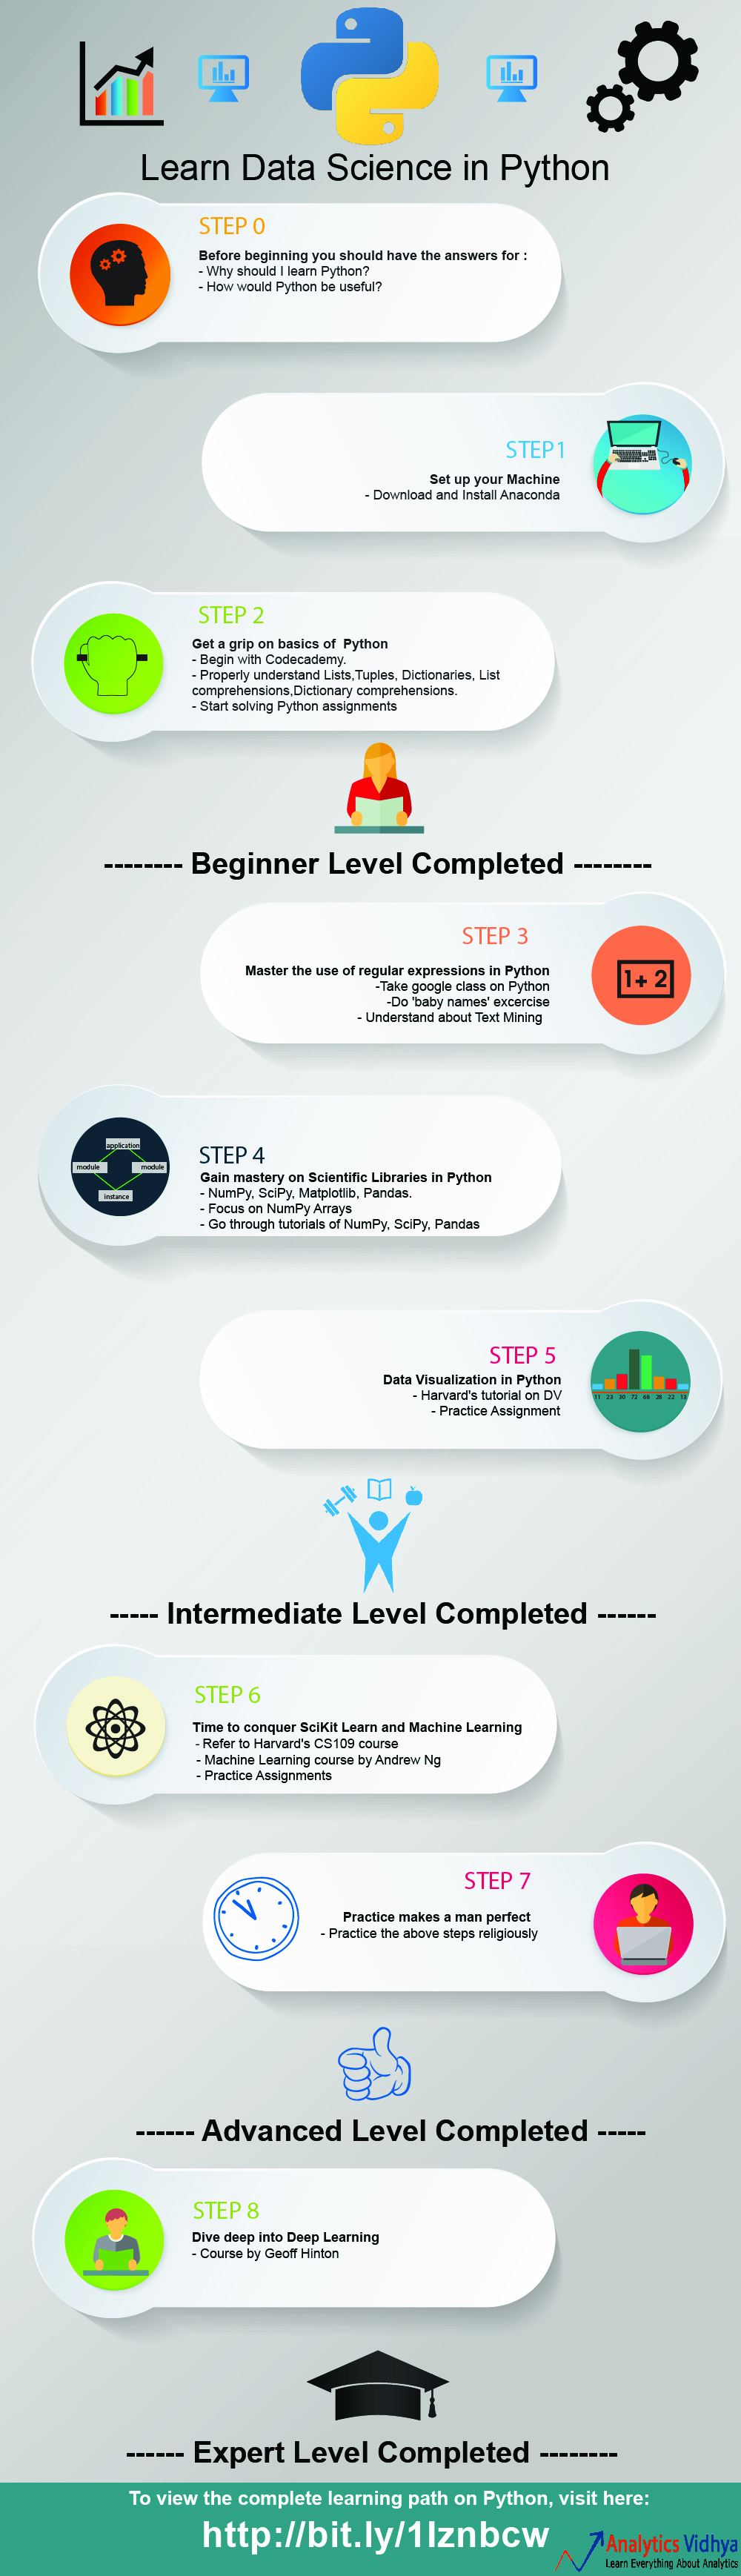 Learn Data Science in Python
STEP 0
Before beginning you should have the answers for :
- Why should I learn Python?
- How would Python be useful?
STEP1
Set up your Machine
- Download and Install Anaconda
STEP 2
Get a grip on basics of Python
- Begin with Codecademy.
- Properly understand Lists,Tuples, Dictionaries, List
comprehensions,Dictionary comprehensions.
- Start solving Python assignments
-------- Beginner Level Completed --------
STEP 3
Master the use of regular expressions in Python
-Take google class on Python
-Do 'baby names' excercise
- Understand about Text Mining
1+ 2
STEP 4
Gain mastery on Scientific Libraries in Python
- NumPy, SciPy, Matplotlib, Pandas.
- Focus on NumPy Arrays
- Go through tutorials of NumPy, SciPy, Pandas
application
module module
instance
STEP 5
Data Visualization in Python
- Harvard's tutorial on DV
- Practice Assignment
11 23 30 72 68 26 22 13
----- Intermediate Level Completed ------
STEP 6
Time to conquer SciKit Learn and Machine Learning
- Refer to Harvard's CS109 course
- Machine Learning course by Andrew Ng
- Practice Assignments
STEP 7
Practice makes a man perfect
- Practice the above steps religiously
------ Advanced Level Completed -----
STEP 8
Dive deep into Deep Learning
- Course by Geoff Hinton
------ Expert Level Completed --------
To view the complete learning path on Python, visit here:
http://bit.ly/1lznbcw
Analytics Vidhya
Learn Everything About Analytics